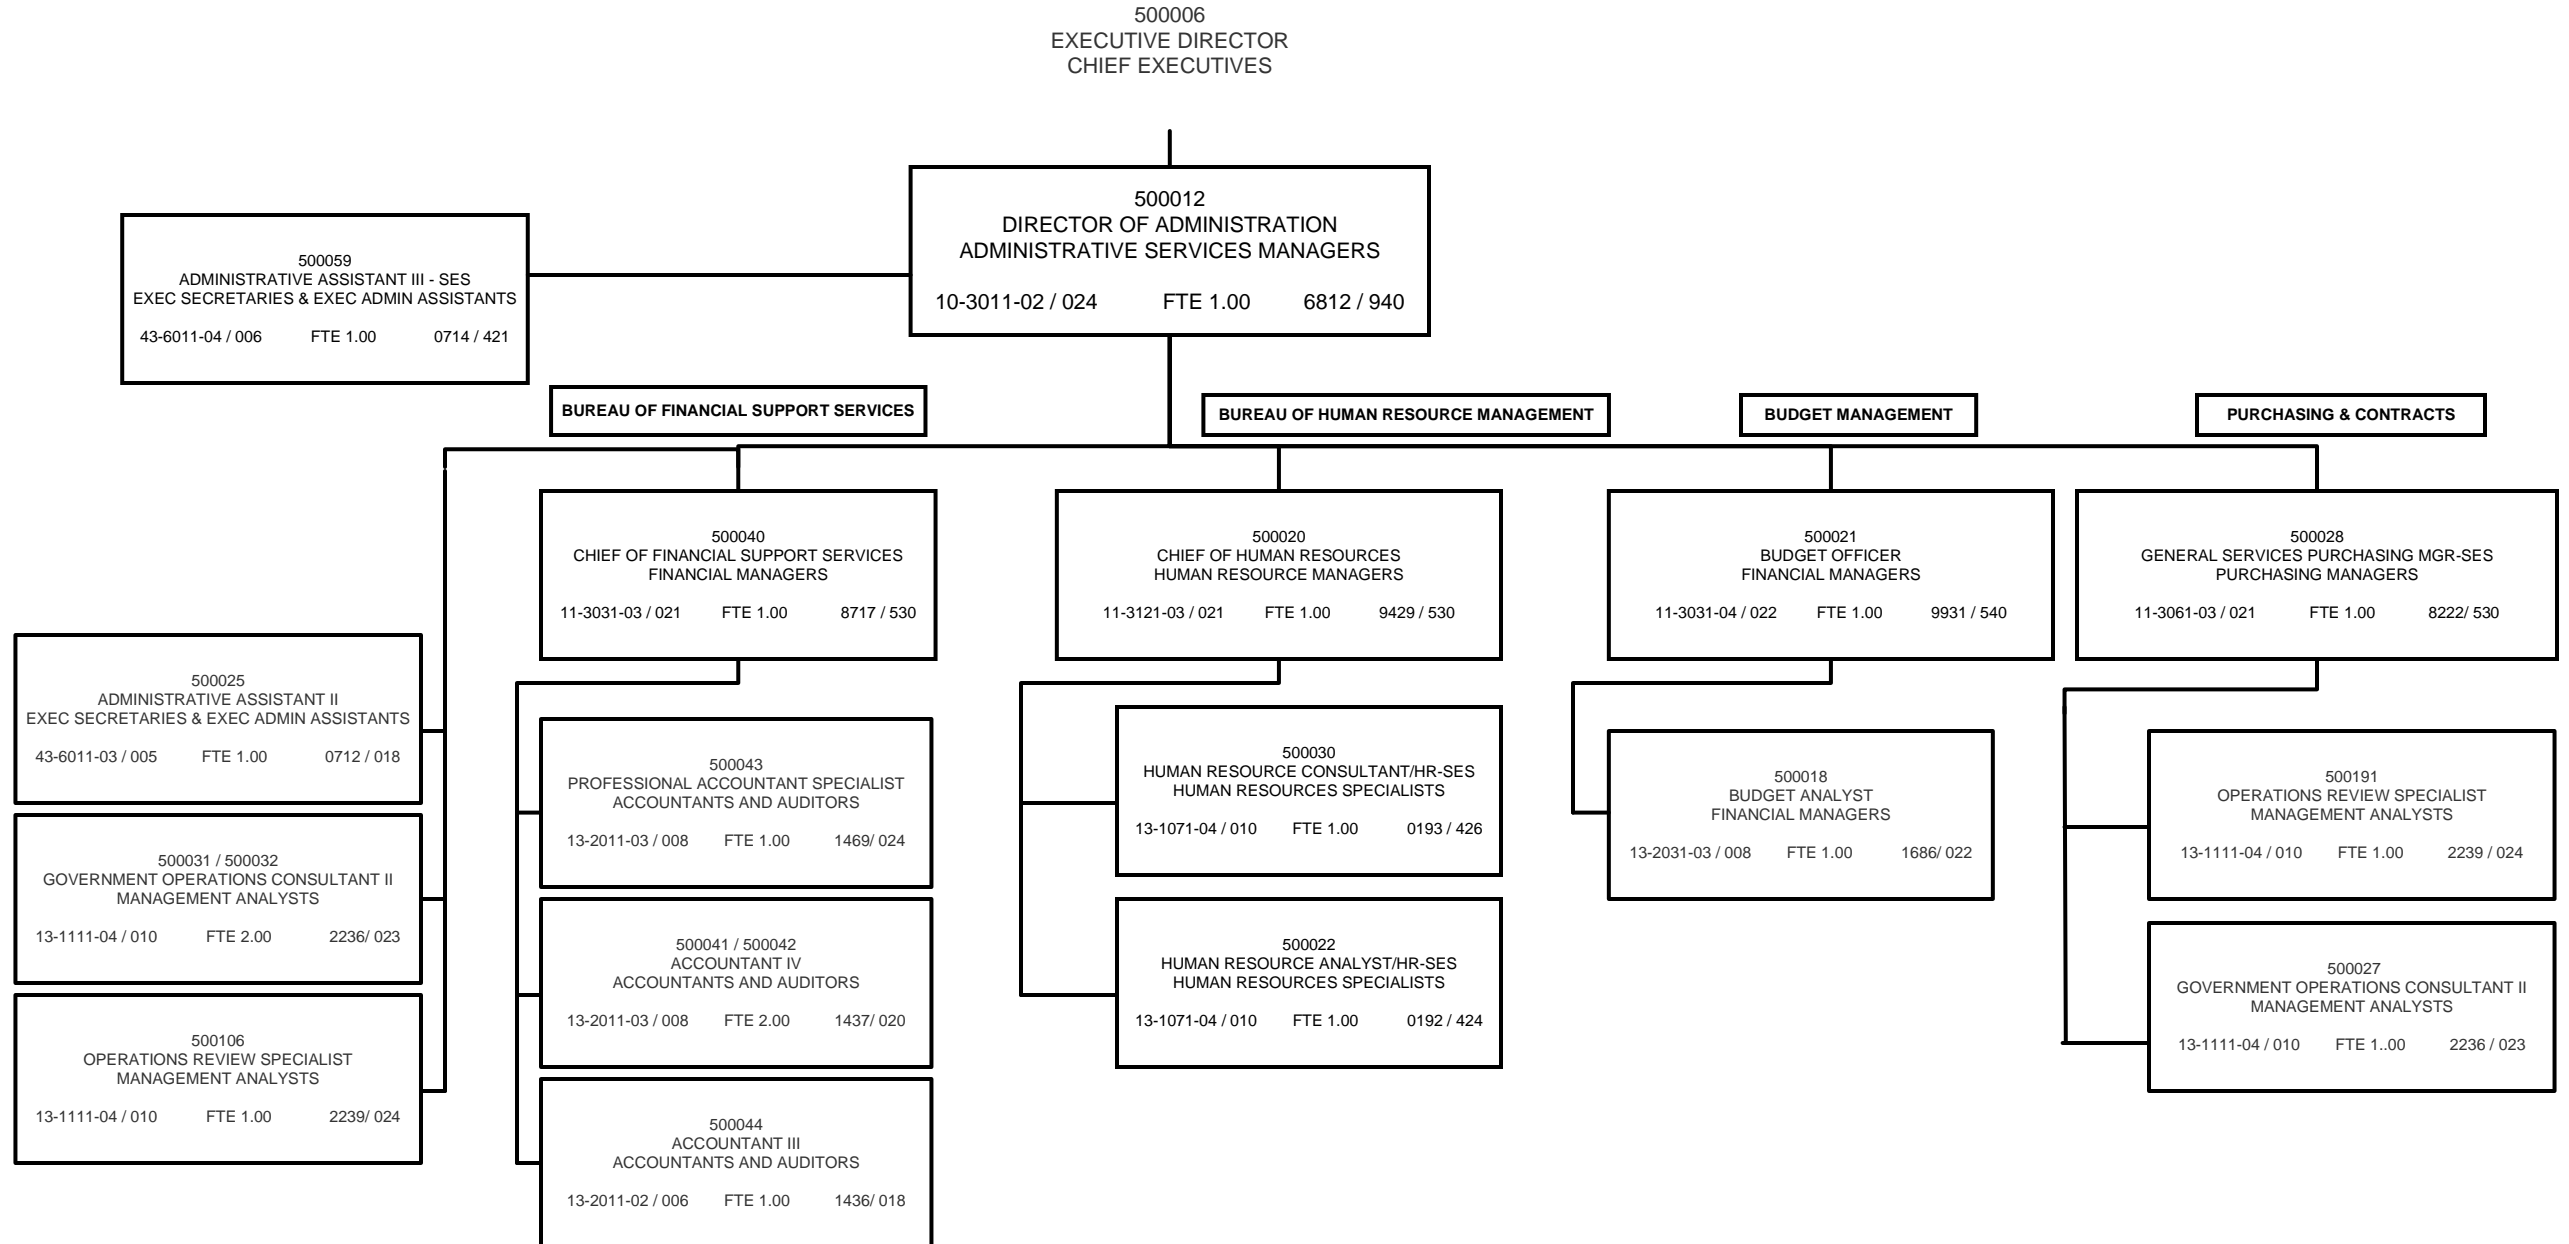 500006
EXECUTIVE DIRECTOR
CHIEF EXECUTIVES
500012
DIRECTOR OF ADMINISTRATION
ADMINISTRATIVE SERVICES MANAGERS
10-3011-02 / 024 FTE 1.00 6812 / 940
500059
ADMINISTRATIVE ASSISTANT III - SES
EXEC SECRETARIES & EXEC ADMIN ASSISTANTS
43-6011-04 / 006 FTE 1.00 0714 / 421
BUREAU OF FINANCIAL SUPPORT SERVICES
BUREAU OF HUMAN RESOURCE MANAGEMENT
BUDGET MANAGEMENT
PURCHASING & CONTRACTS
500040
CHIEF OF FINANCIAL SUPPORT SERVICES
FINANCIAL MANAGERS
11-3031-03 / 021 FTE 1.00 8717 / 530
500020
CHIEF OF HUMAN RESOURCES
HUMAN RESOURCE MANAGERS
11-3121-03 / 021 FTE 1.00 9429 / 530
500021
BUDGET OFFICER
FINANCIAL MANAGERS
11-3031-04 / 022 FTE 1.00 9931 / 540
500028
GENERAL SERVICES PURCHASING MGR-SES
PURCHASING MANAGERS
11-3061-03 / 021 FTE 1.00 8222/ 530
500025
ADMINISTRATIVE ASSISTANT II
EXEC SECRETARIES & EXEC ADMIN ASSISTANTS
43-6011-03 / 005 FTE 1.00 0712 / 018
500031 / 500032
GOVERNMENT OPERATIONS CONSULTANT II
MANAGEMENT ANALYSTS
13-1111-04 / 010 FTE 2.00 2236/ 023
500106
OPERATIONS REVIEW SPECIALIST
MANAGEMENT ANALYSTS
13-1111-04 / 010 FTE 1.00 2239/ 024
500043
PROFESSIONAL ACCOUNTANT SPECIALIST
ACCOUNTANTS AND AUDITORS
13-2011-03 / 008 FTE 1.00 1469/ 024
500041 / 500042
ACCOUNTANT IV
ACCOUNTANTS AND AUDITORS
13-2011-03 / 008 FTE 2.00 1437/ 020
500044
ACCOUNTANT III
ACCOUNTANTS AND AUDITORS
13-2011-02 / 006 FTE 1.00 1436/ 018
500030
HUMAN RESOURCE CONSULTANT/HR-SES
HUMAN RESOURCES SPECIALISTS
13-1071-04 / 010 FTE 1.00 0193 / 426
500022
HUMAN RESOURCE ANALYST/HR-SES
HUMAN RESOURCES SPECIALISTS
13-1071-04 / 010 FTE 1.00 0192 / 424
500018
BUDGET ANALYST
FINANCIAL MANAGERS
13-2031-03 / 008 FTE 1.00 1686/ 022
500191
OPERATIONS REVIEW SPECIALIST
MANAGEMENT ANALYSTS
13-1111-04 / 010 FTE 1.00 2239 / 024
500027
GOVERNMENT OPERATIONS CONSULTANT II
MANAGEMENT ANALYSTS
13-1111-04 / 010 FTE 1..00 2236 / 023